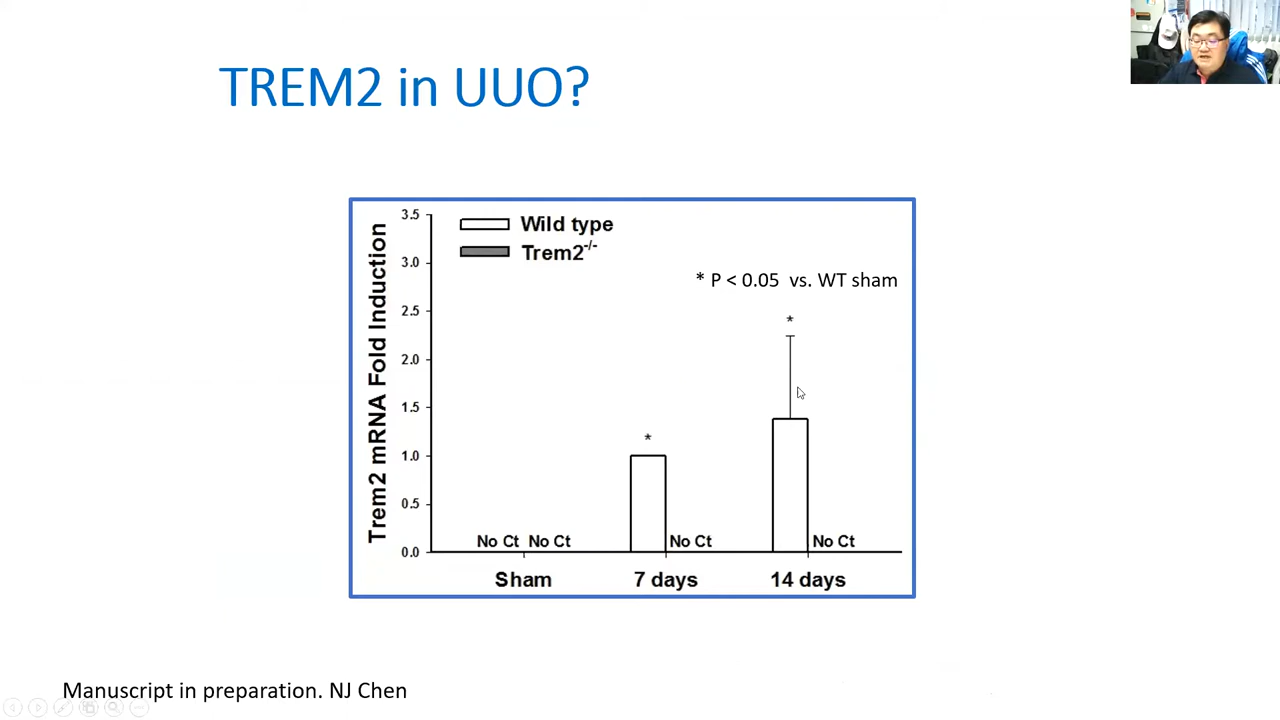 TREM2 in UUO?
Trem2 mRNA Fold Induction
3.5
3.0
2.5
2.0
1.5
1.0
0.5
0.0
Wild type
Trem2-/-
* P < 0.05 vs. WT sham
*
*
No Ct No Ct No Ct No Ct
Sham 7 days 14 days
Manuscript in preparation. NJ Chen